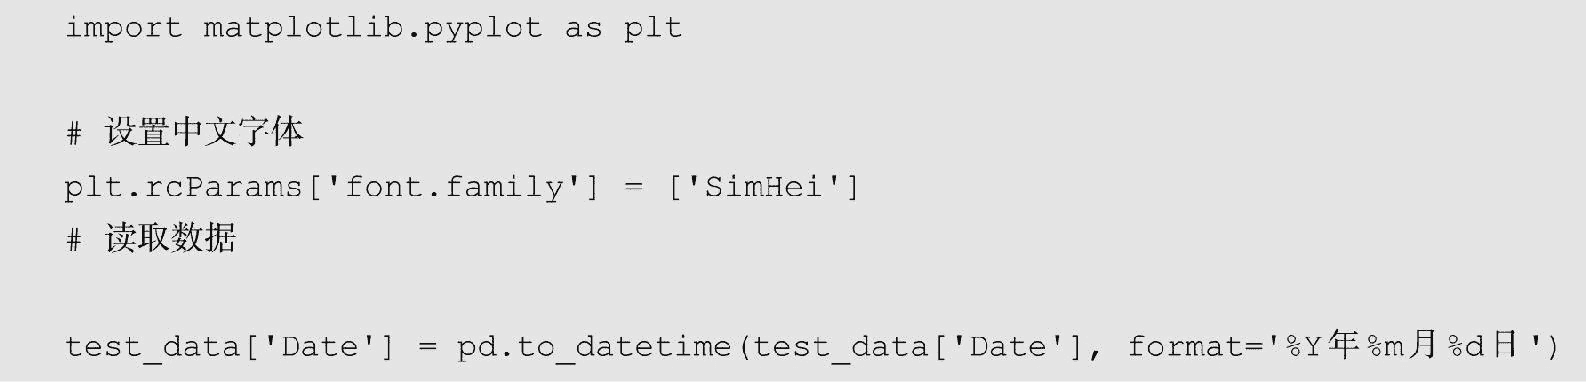 import matplotlib.pyplot as plt
# 设置中文字体
plt.rcParams['font.family'] = ['SimHei']
# 读取数据
test_data['Date'] = pd.to_datetime(test_data['Date'], format='%Y年%m月%d日')